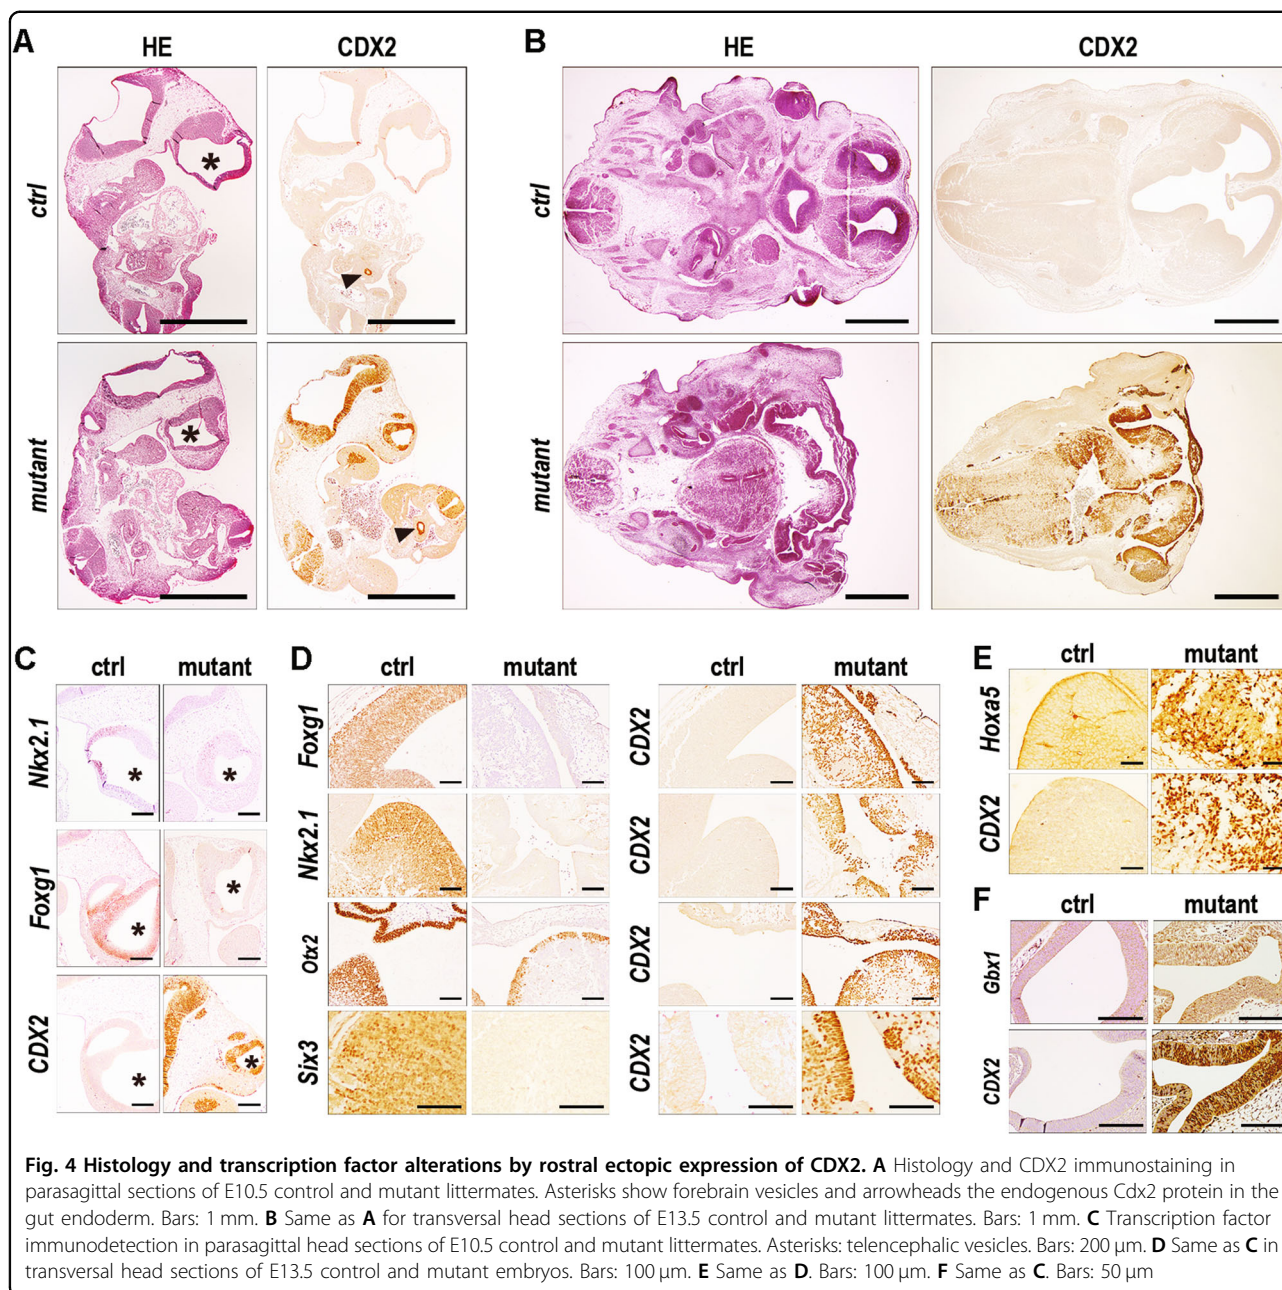 A
HE
CDX2
B
HE
CDX2
ctrl
mutant
ctrl
mutant
C
ctrl
mutant
Nkx2.1
Foxg1
CDX2
D
ctrl
mutant
ctrl
mutant
Foxg1
CDX2
Nkx2.1
CDX2
Otx2
CDX2
Six3
CDX2
E
ctrl
mutant
Hoxa5
CDX2
F
ctrl
mutant
Gbx1
CDX2
Fig. 4 Histology and transcription factor alterations by rostral ectopic expression of CDX2. A Histology and CDX2 immunostaining in
parasagittal sections of E10.5 control and mutant littermates. Asterisks show forebrain vesicles and arrowheads the endogenous Cdx2 protein in the
gut endoderm. Bars: 1 mm. B Same as A for transversal head sections of E13.5 control and mutant littermates. Bars: 1 mm. C Transcription factor
immunodetection in parasagittal head sections of E10.5 control and mutant littermates. Asterisks: telencephalic vesicles. Bars: 200 µm. D Same as C in
transversal head sections of E13.5 control and mutant embryos. Bars: 100 µm. E Same as D. Bars: 100 µm. F Same as C. Bars: 50 µm